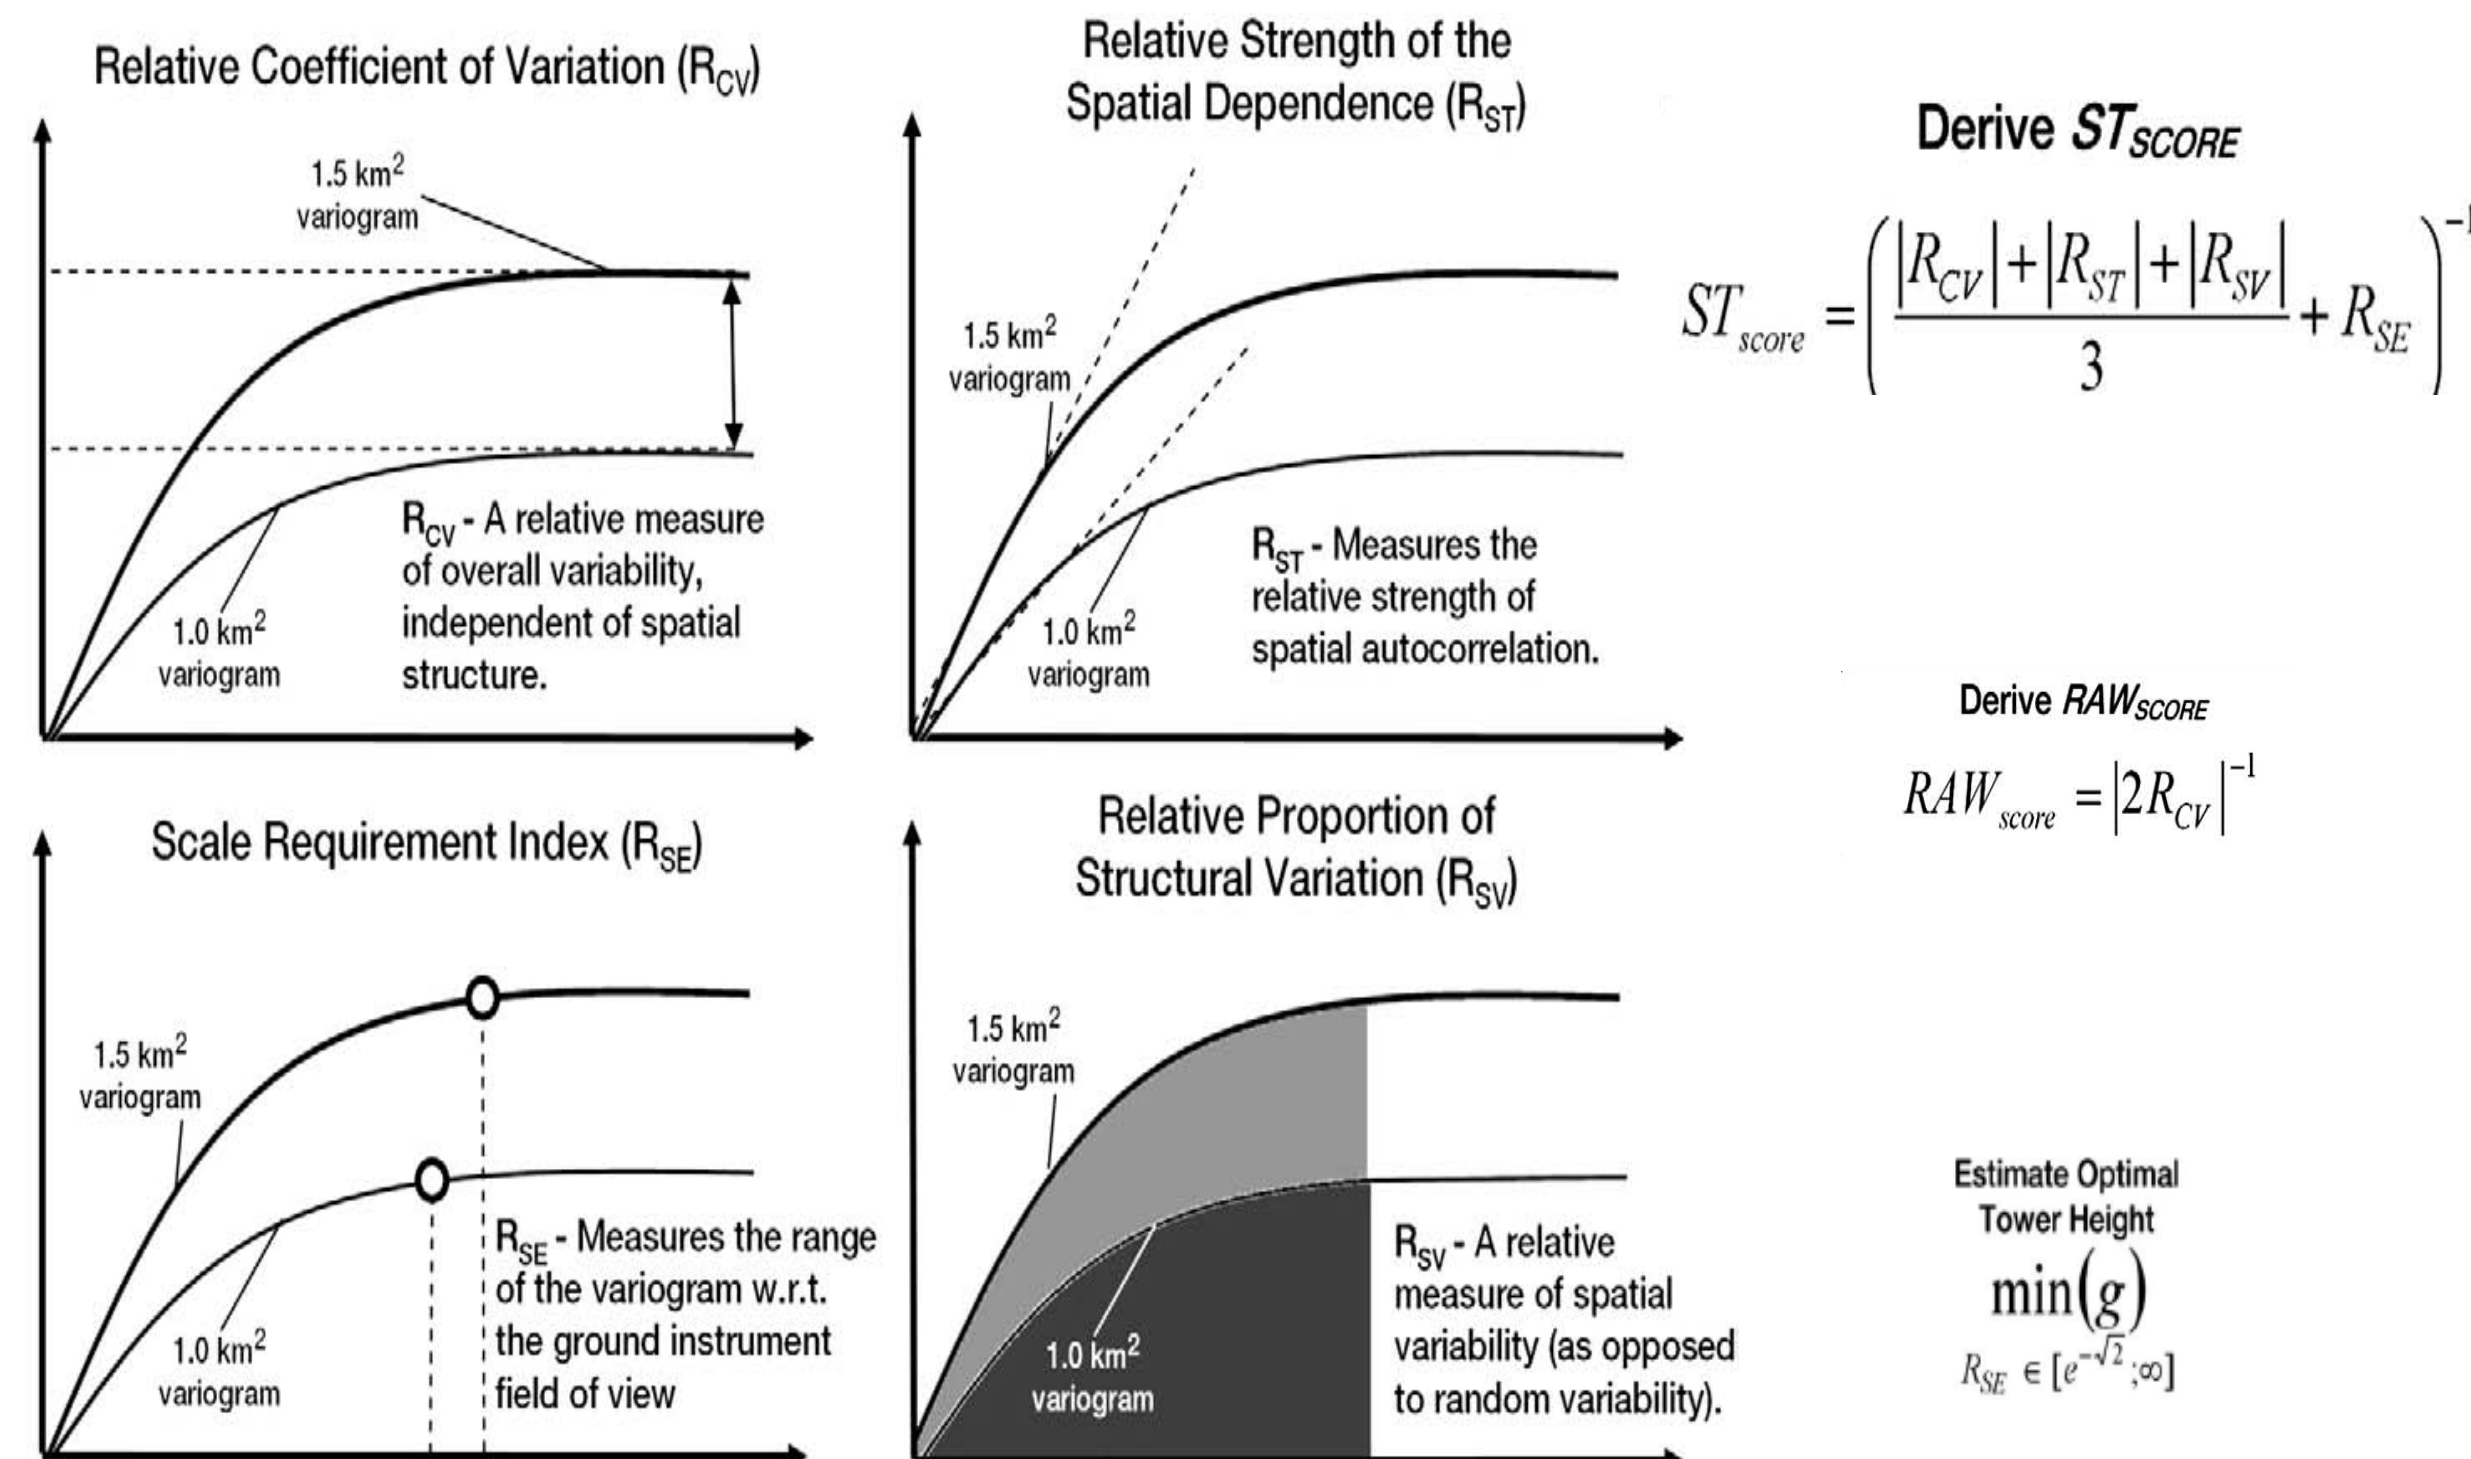 Relative Coefficient of Variation (R_CV)
1.5 km²
variogram
R_CV - A relative measure
of overall variability,
independent of spatial
structure.
1.0 km²
variogram
Relative Strength of the
Spatial Dependence (R_ST)
1.5 km²
variogram
R_ST - Measures the
relative strength of
spatial autocorrelation.
1.0 km²
variogram
Derive ST_SCORE
ST_score = ( (|R_CV|+|R_ST|+|R_SV|)/3 + R_SE )^−1
Derive RAW_SCORE
RAW_score = |2R_CV|^−1
Scale Requirement Index (R_SE)
1.5 km²
variogram
R_SE - Measures the range
of the variogram w.r.t.
the ground instrument
field of view
1.0 km²
variogram
Relative Proportion of
Structural Variation (R_SV)
1.5 km²
variogram
R_SV - A relative
measure of spatial
variability (as opposed
to random variability).
1.0 km²
variogram
Estimate Optimal
Tower Height
min(g)
R_SE ∈ [e^−√2 ;∞]